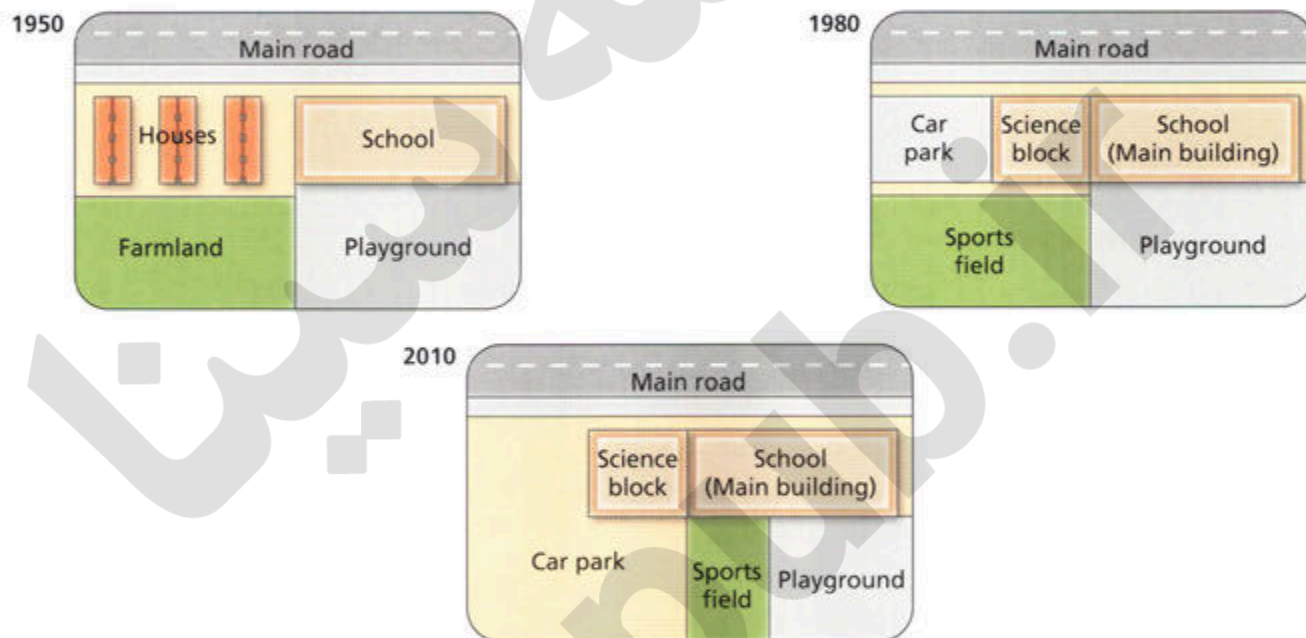 1950
Main road
Houses
School
Farmland
Playground
1980
Main road
Car
park
Science
block
School
(Main building)
Sports
field
Playground
2010
Main road
Science
block
School
(Main building)
Car park
Sports
field
Playground